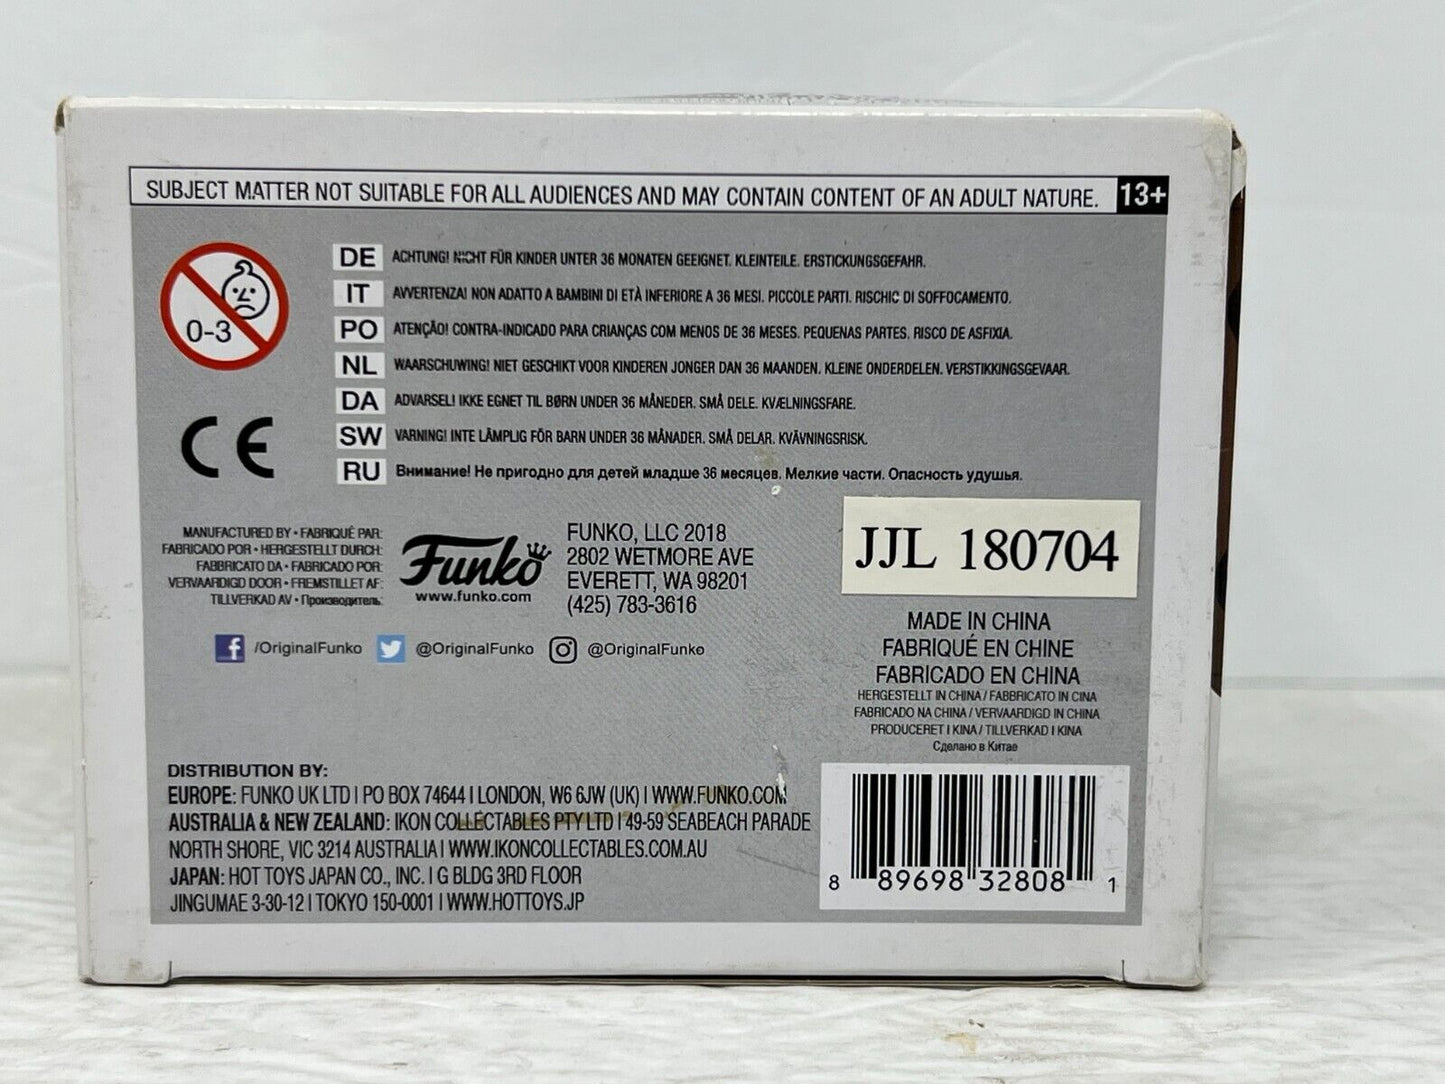 SUBJECT MATTER NOT SUITABLE FOR ALL AUDIENCES AND MAY CONTAIN CONTENT OF AN ADULT NATURE. 13+
0-3
DE ACHTUNG! NICHT FÜR KINDER UNTER 36 MONATEN GEEIGNET. KLEINTEILE. ERSTICKUNGSGEFAHR.
IT AVVERTENZA! NON ADATTO A BAMBINI DI ETÀ INFERIORE A 36 MESI. PICCOLE PARTI. RISCHIC DI SOFFOCAMENTO.
PO ATENÇÃO! CONTRA-INDICADO PARA CRIANÇAS COM MENOS DE 36 MESES. PEQUENAS PARTES. RISCO DE ASFIXIA.
NL WAARSCHUWING! NIET GESCHIKT VOOR KINDEREN JONGER DAN 36 MAANDEN. KLEINE ONDERDELEN. VERSTIKKINGSGEVAAR.
DA ADVARSEL! IKKE EGNET TIL BØRN UNDER 36 MÅNEDER. SMÅ DELE. KVÆLNINGSFARE.
SW VARNING! INTE LÄMPLIG FÖR BARN UNDER 36 MÅNADER. SMÅ DELAR. KVÄVNINGSRISK.
RU Внимание! Не пригодно для детей младше 36 месяцев. Мелкие части. Опасность удушья.
CE
MANUFACTURED BY • FABRIQUÉ PAR:
FABRICADO POR • HERGESTELLT DURCH:
FABBRICATO DA • FABRICADO POR:
VERVAARDIGD DOOR • FREMSTILLET AF:
TILLVERKAD AV • Производитель:
Funko
www.funko.com
FUNKO, LLC 2018
2802 WETMORE AVE
EVERETT, WA 98201
(425) 783-3616
JJL 180704
f /OriginalFunko @OriginalFunko @OriginalFunko
MADE IN CHINA
FABRIQUÉ EN CHINE
FABRICADO EN CHINA
HERGESTELLT IN CHINA / FABBRICATO IN CINA
FABRICADO NA CHINA / VERVAARDIGD IN CHINA
PRODUCERET I KINA / TILLVERKAD I KINA
Сделано в Китае
DISTRIBUTION BY:
EUROPE: FUNKO UK LTD I PO BOX 74644 I LONDON, W6 6JW (UK) I WWW.FUNKO.COM
AUSTRALIA & NEW ZEALAND: IKON COLLECTABLES PTY LTD I 49-59 SEABEACH PARADE
NORTH SHORE, VIC 3214 AUSTRALIA I WWW.IKONCOLLECTABLES.COM.AU
JAPAN: HOT TOYS JAPAN CO., INC. I G BLDG 3RD FLOOR
JINGUMAE 3-30-12 I TOKYO 150-0001 I WWW.HOTTOYS.JP
8 89698 32808 1